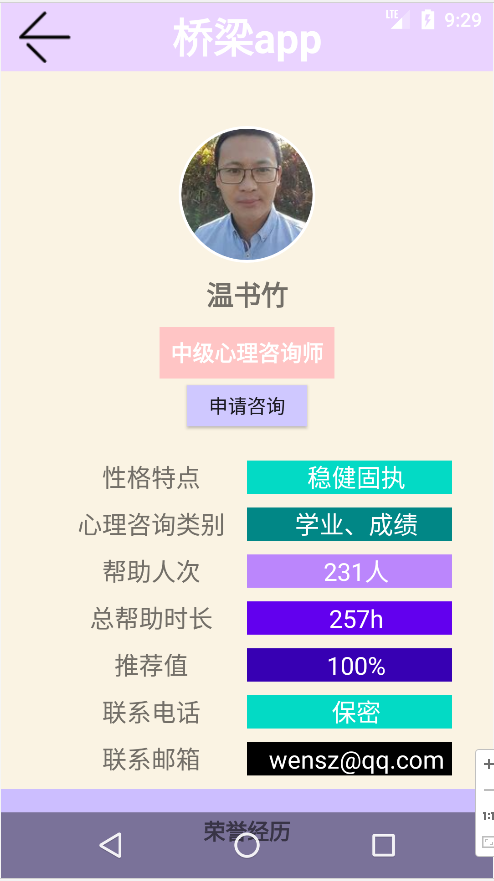 LTE 9:29
桥梁app
温书竹
中级心理咨询师
申请咨询
性格特点 稳健固执
心理咨询类别 学业、成绩
帮助人次 231人
总帮助时长 257h
推荐值 100%
联系电话 保密
联系邮箱 wensz@qq.com
荣誉经历
1:1